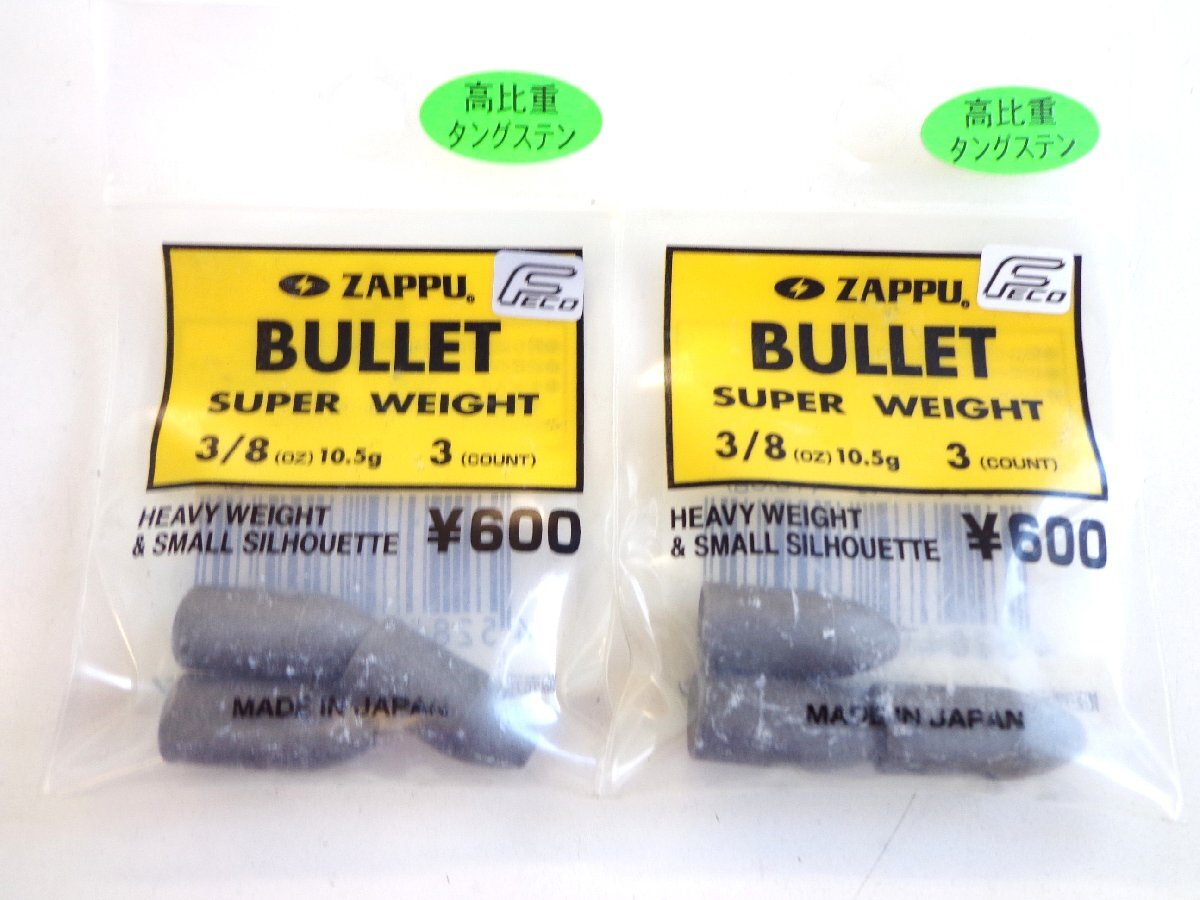 高比重
タングステン
ZAPPU
FECO
BULLET
SUPER WEIGHT
3/8 (OZ) 10.5g 3 (COUNT)
HEAVY WEIGHT
& SMALL SILHOUETTE
¥600
MADE IN JAPAN
高比重
タングステン
ZAPPU
FECO
BULLET
SUPER WEIGHT
3/8 (OZ) 10.5g 3 (COUNT)
HEAVY WEIGHT
& SMALL SILHOUETTE
¥600
MADE IN JAPAN